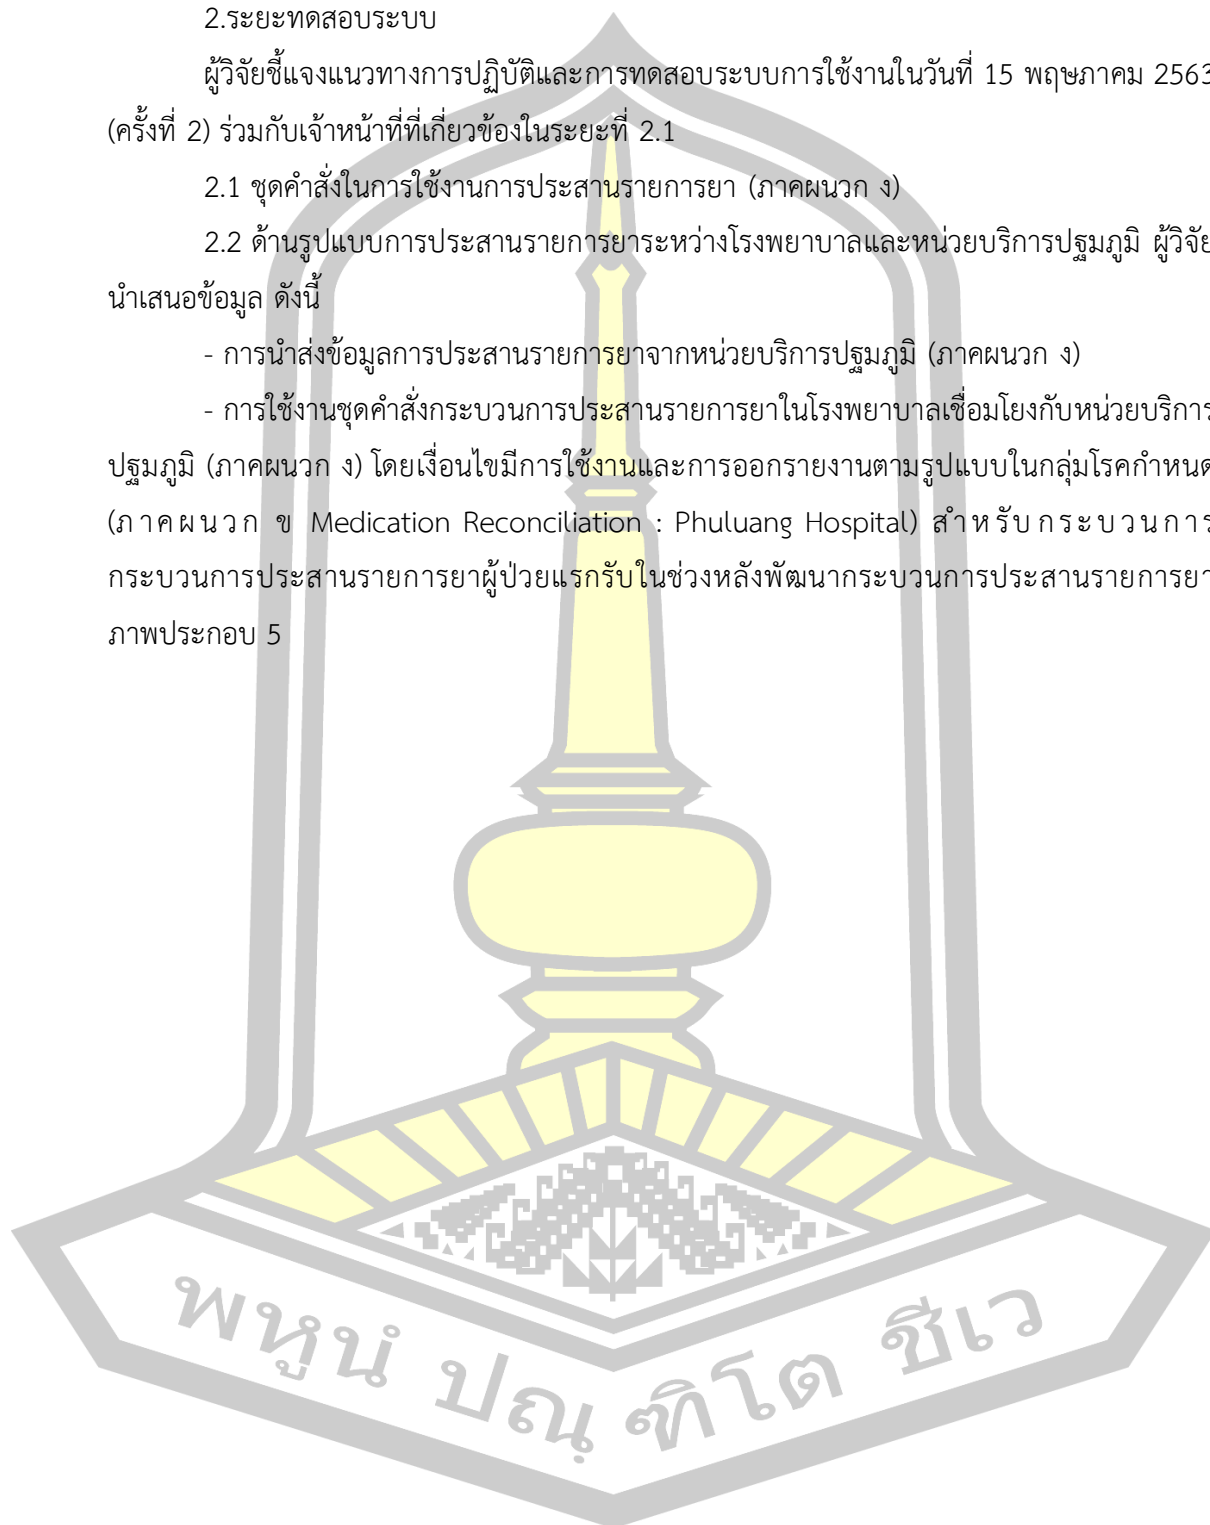 2.ระยะทดสอบระบบ
ผู้วิจัยชี้แจงแนวทางการปฏิบัติและการทดสอบระบบการใช้งานในวันที่ 15 พฤษภาคม 2563
(ครั้งที่ 2) ร่วมกับเจ้าหน้าที่ที่เกี่ยวข้องในระยะที่ 2.1
2.1 ชุดคำสั่งในการใช้งานการประสานรายการยา (ภาคผนวก ง)
2.2 ด้านรูปแบบการประสานรายการยาระหว่างโรงพยาบาลและหน่วยบริการปฐมภูมิ ผู้วิจัย
นำเสนอข้อมูล ดังนี้
- การนำส่งข้อมูลการประสานรายการยาจากหน่วยบริการปฐมภูมิ (ภาคผนวก ง)
- การใช้งานชุดคำสั่งกระบวนการประสานรายการยาในโรงพยาบาลเชื่อมโยงกับหน่วยบริการ
ปฐมภูมิ (ภาคผนวก ง) โดยเงื่อนไขมีการใช้งานและการออกรายงานตามรูปแบบในกลุ่มโรคกำหนด
(ภาคผนวก ข Medication Reconciliation : Phuluang Hospital) สำหรับกระบวนการ
กระบวนการประสานรายการยาผู้ป่วยแรกรับในช่วงหลังพัฒนากระบวนการประสานรายการยา
ภาพประกอบ 5
พหูนํ ปณฺฑิโต ชีเว